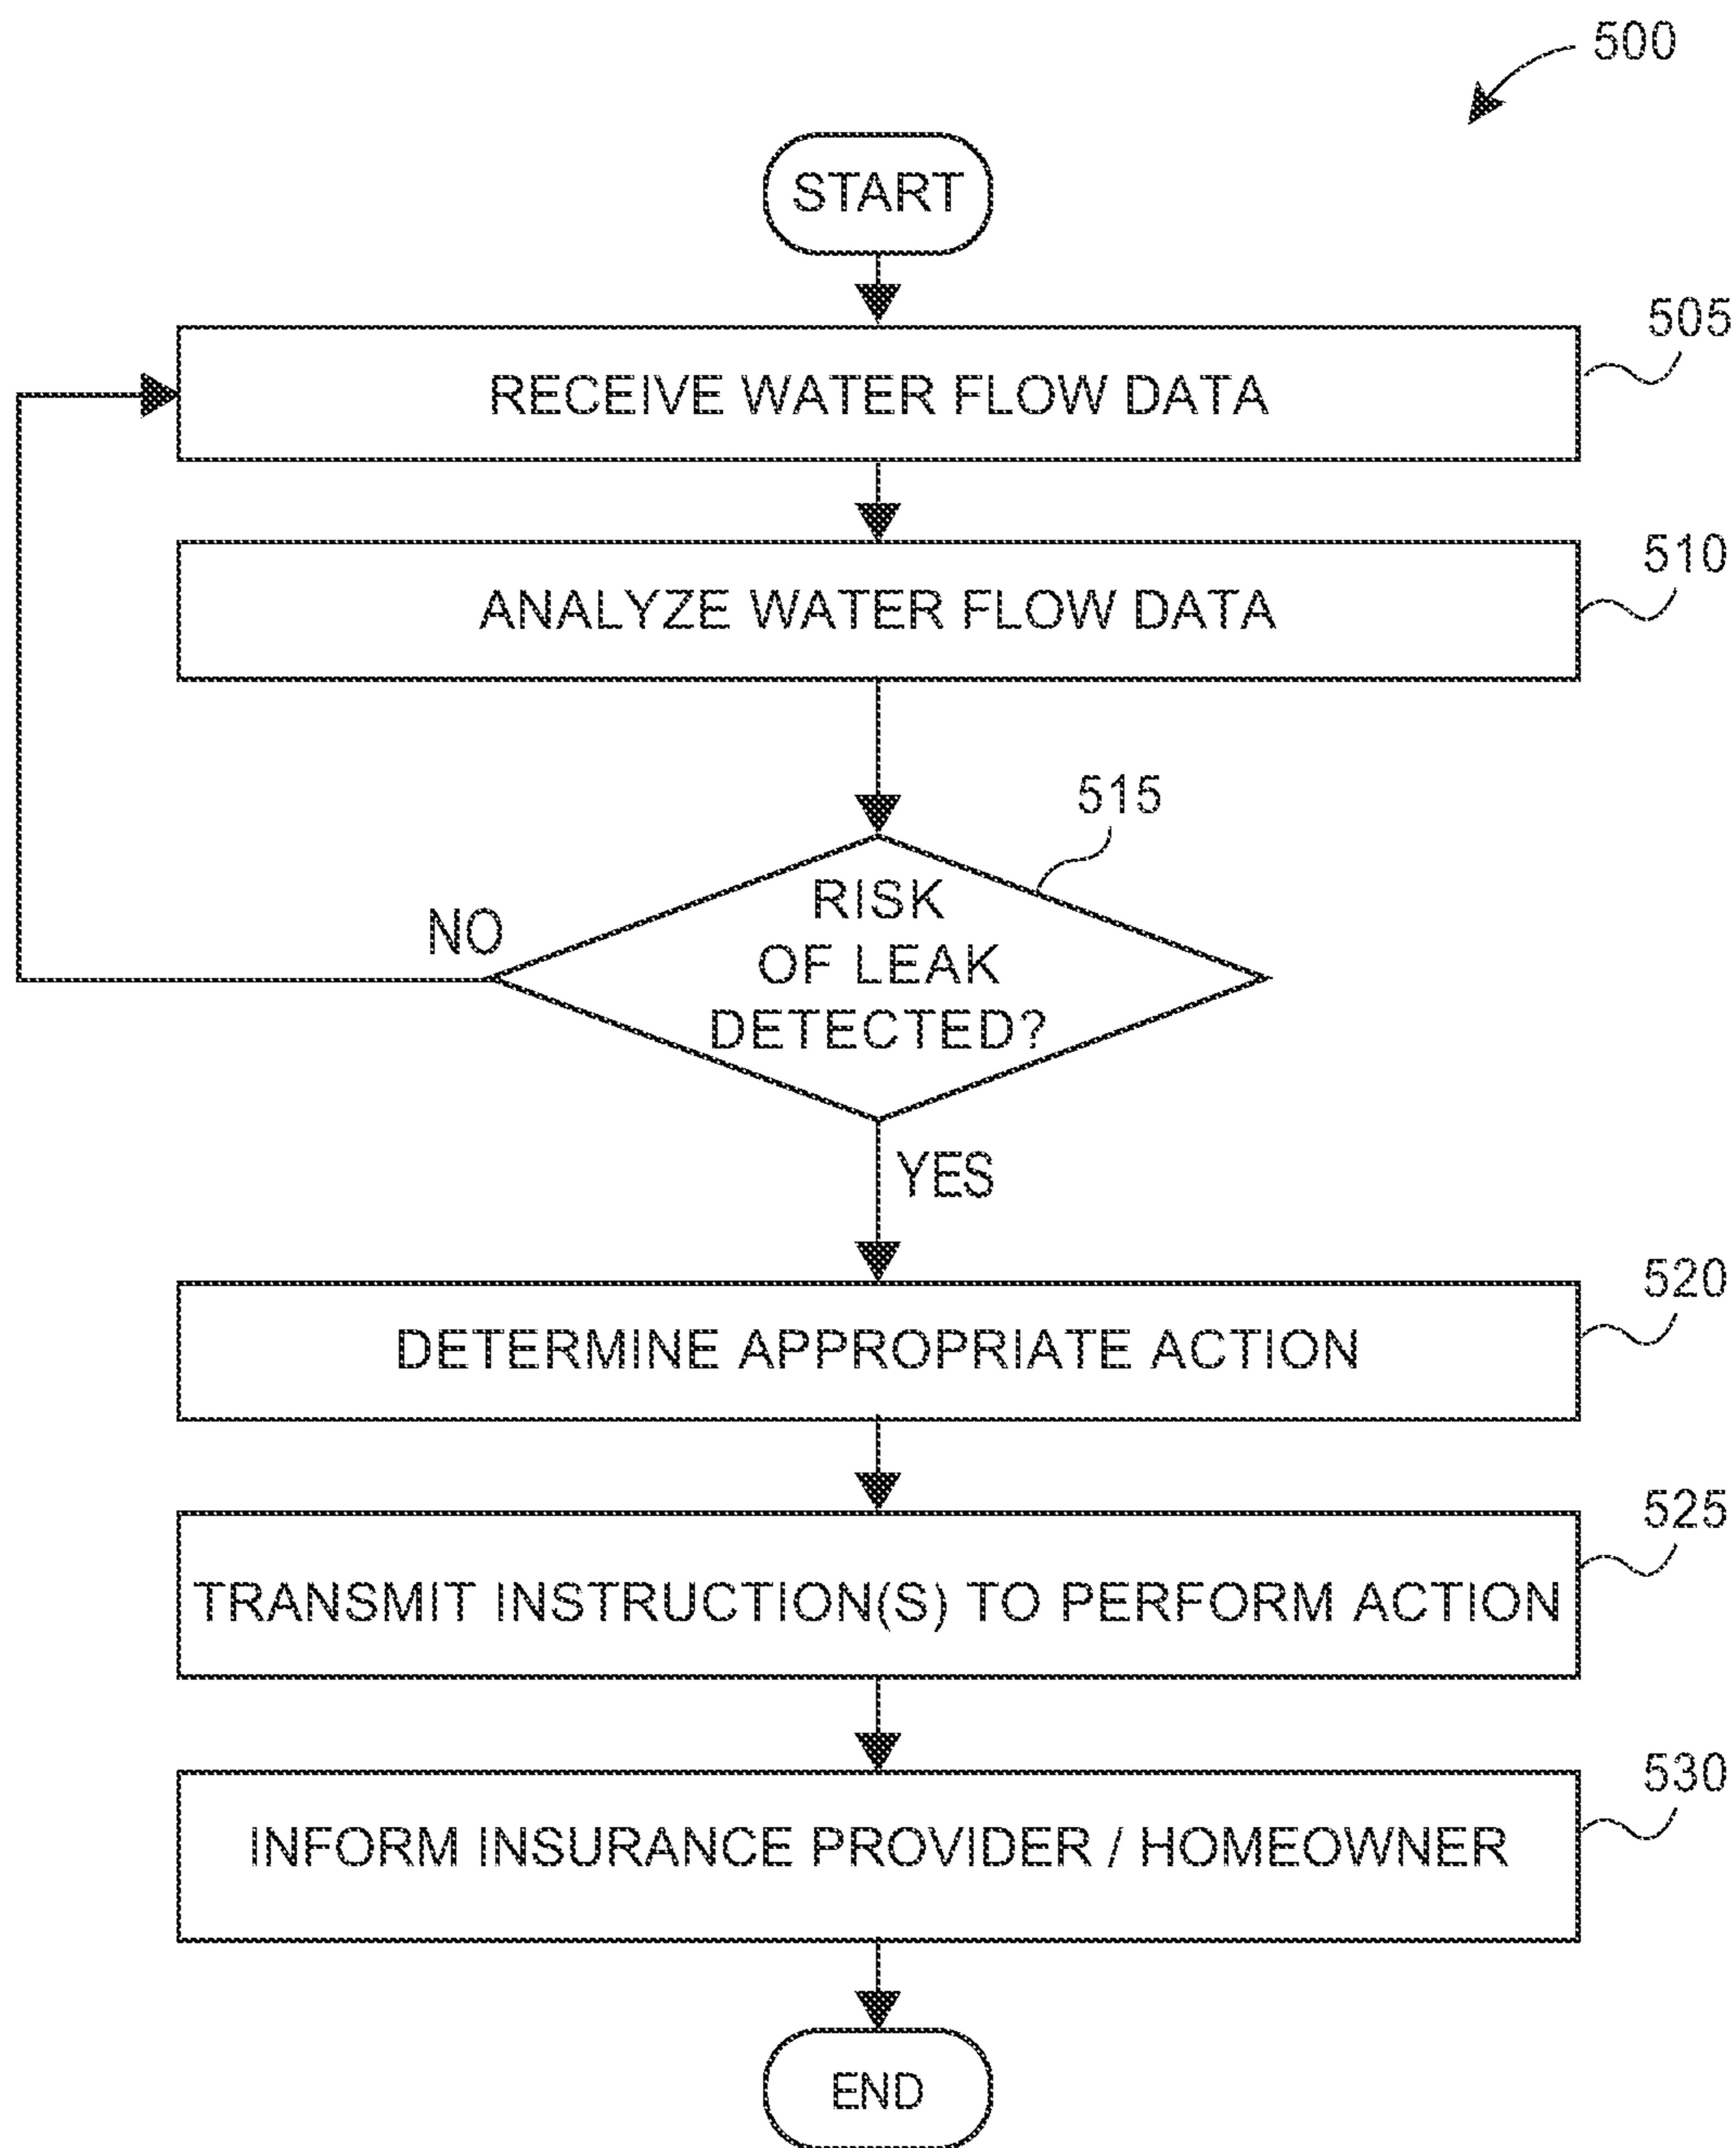 500
START
505
RECEIVE WATER FLOW DATA
510
ANALYZE WATER FLOW DATA
515
RISK
OF LEAK
DETECTED?
NO
YES
520
DETERMINE APPROPRIATE ACTION
525
TRANSMIT INSTRUCTION(S) TO PERFORM ACTION
530
INFORM INSURANCE PROVIDER / HOMEOWNER
END